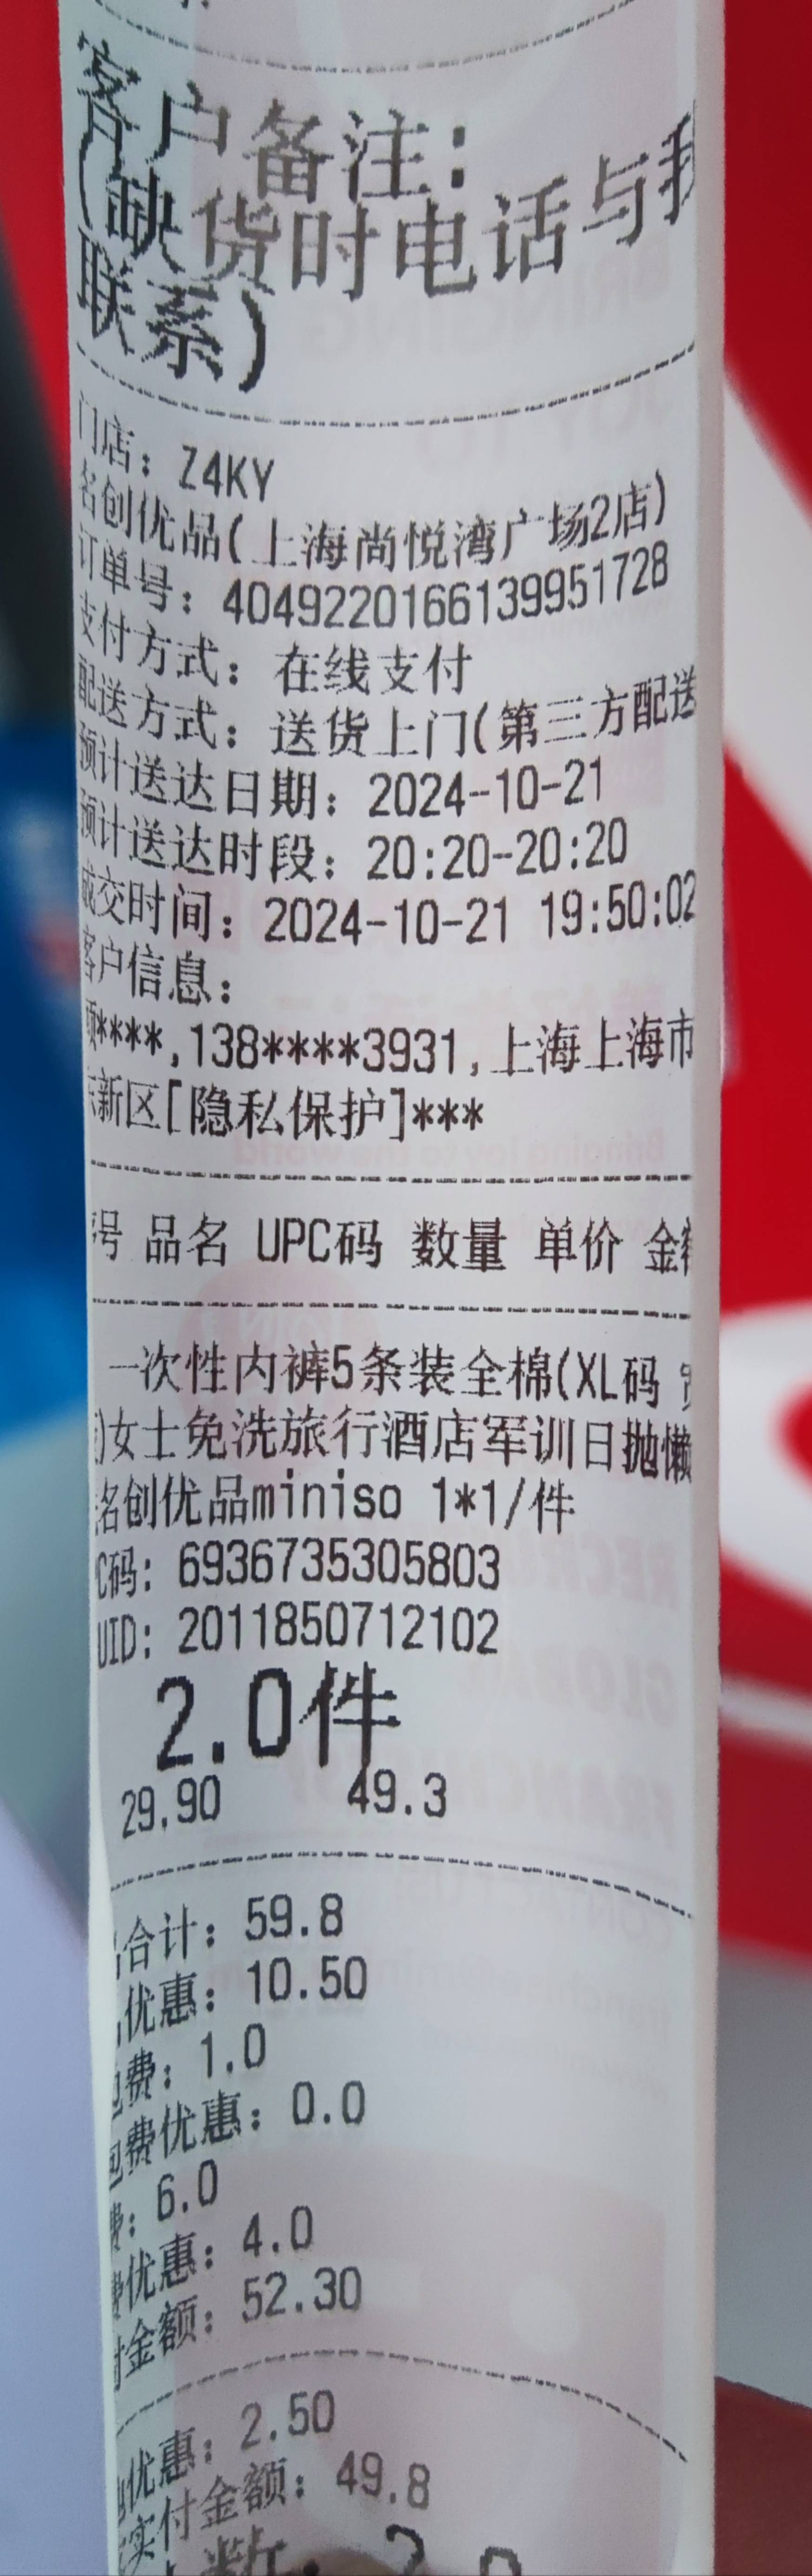 客户备注：
(缺货时电话与我
联系)
门店：Z4KY
名创优品(上海尚悦湾广场2店)
订单号：4049220166139951728
支付方式：在线支付
配送方式：送货上门(第三方配送
预计送达日期：2024-10-21
预计送达时段：20:20-20:20
成交时间：2024-10-21 19:50:02
客户信息：
****,138****3931,上海上海市
新区[隐私保护]***
号 品名 UPC码 数量 单价 金额
一次性内裤5条装全棉(XL码
)女士免洗旅行酒店军训日抛懒
名创优品miniso 1*1/件
C码：6936735305803
UID：2011850712102
2.0件
29.90 49.3
合计：59.8
优惠：10.50
费：1.0
包费优惠：0.0
费：6.0
费优惠：4.0
付金额：52.30
优惠：2.50
实付金额：49.8